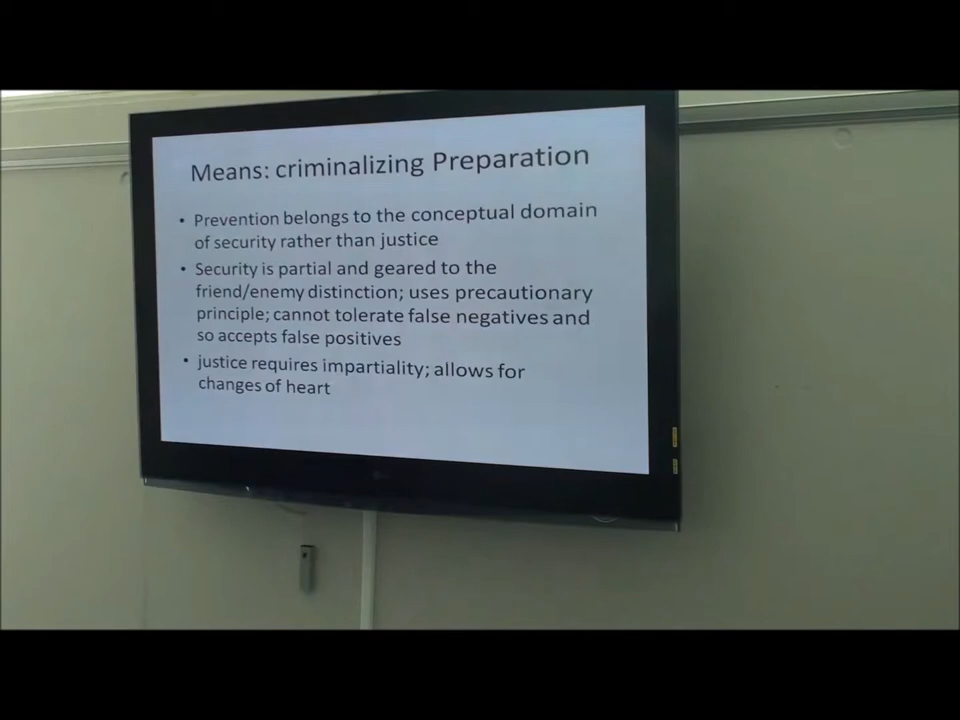 Means: criminalizing Preparation
• Prevention belongs to the conceptual domain
of security rather than justice
• Security is partial and geared to the
friend/enemy distinction; uses precautionary
principle; cannot tolerate false negatives and
so accepts false positives
• justice requires impartiality; allows for
changes of heart